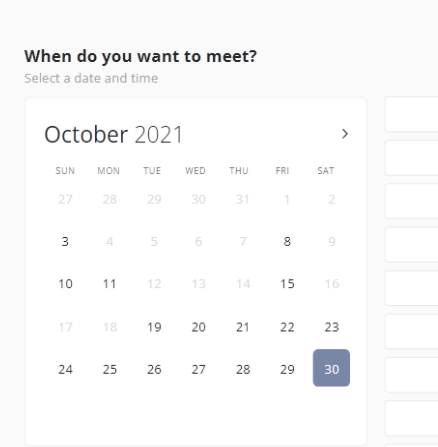 When do you want to meet?
Select a date and time
October 2021 >
SUN MON TUE WED THU FRI SAT
27 28 29 30 31 1 2
3 4 5 6 7 8 9
10 11 12 13 14 15 16
17 18 19 20 21 22 23
24 25 26 27 28 29 30